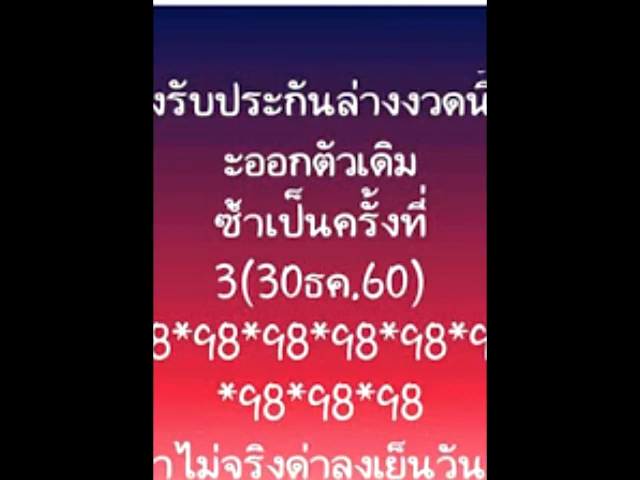 งรับประกันล่างงวดนี้
ะออกตัวเดิม
ซ้ำเป็นครั้งที่
3(30ธค.60)
8*98*98*98*98*9
*98*98*98
าไม่จริงด่าลงเย็นวัน